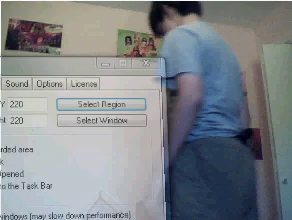 Sound Options License
Y 220 Select Region
ht 220 Select Window
rded area
k
Opened
to the Task Bar
windows (may slow down performance)